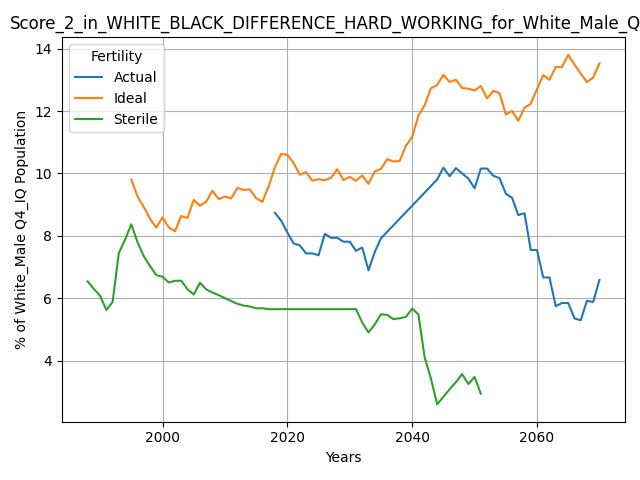 Score_2_in_WHITE_BLACK_DIFFERENCE_HARD_WORKING_for_White_Male_Q
Fertility
Actual
Ideal
Sterile
14
12
10
8
6
4
% of White_Male Q4_IQ Population
2000
2020
2040
2060
Years